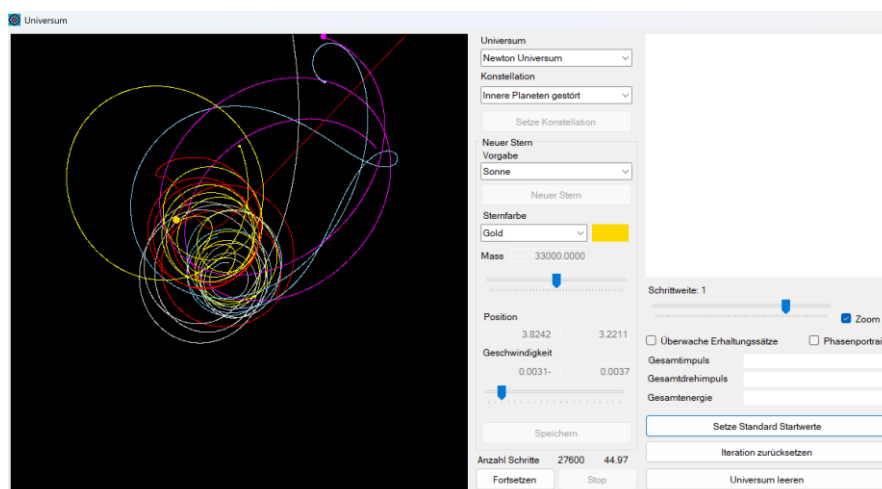 Universum
Universum
Newton Universum
Konstellation
Innere Planeten gestört
Setze Konstellation
Neuer Stern
Vorgabe
Sonne
Neuer Stern
Sternfarbe
Gold
Mass 33000.0000
Position
3.8242 3.2211
Geschwindigkeit
0.0031- 0.0037
Speichern
Anzahl Schritte 27600 44.97
Fortsetzen Stop
Schrittweite: 1
Zoom
Überwache Erhaltungssätze Phasenportrai
Gesamtimpuls
Gesamtdrehimpuls
Gesamtenergie
Setze Standard Startwerte
Iteration zurücksetzen
Universum leeren